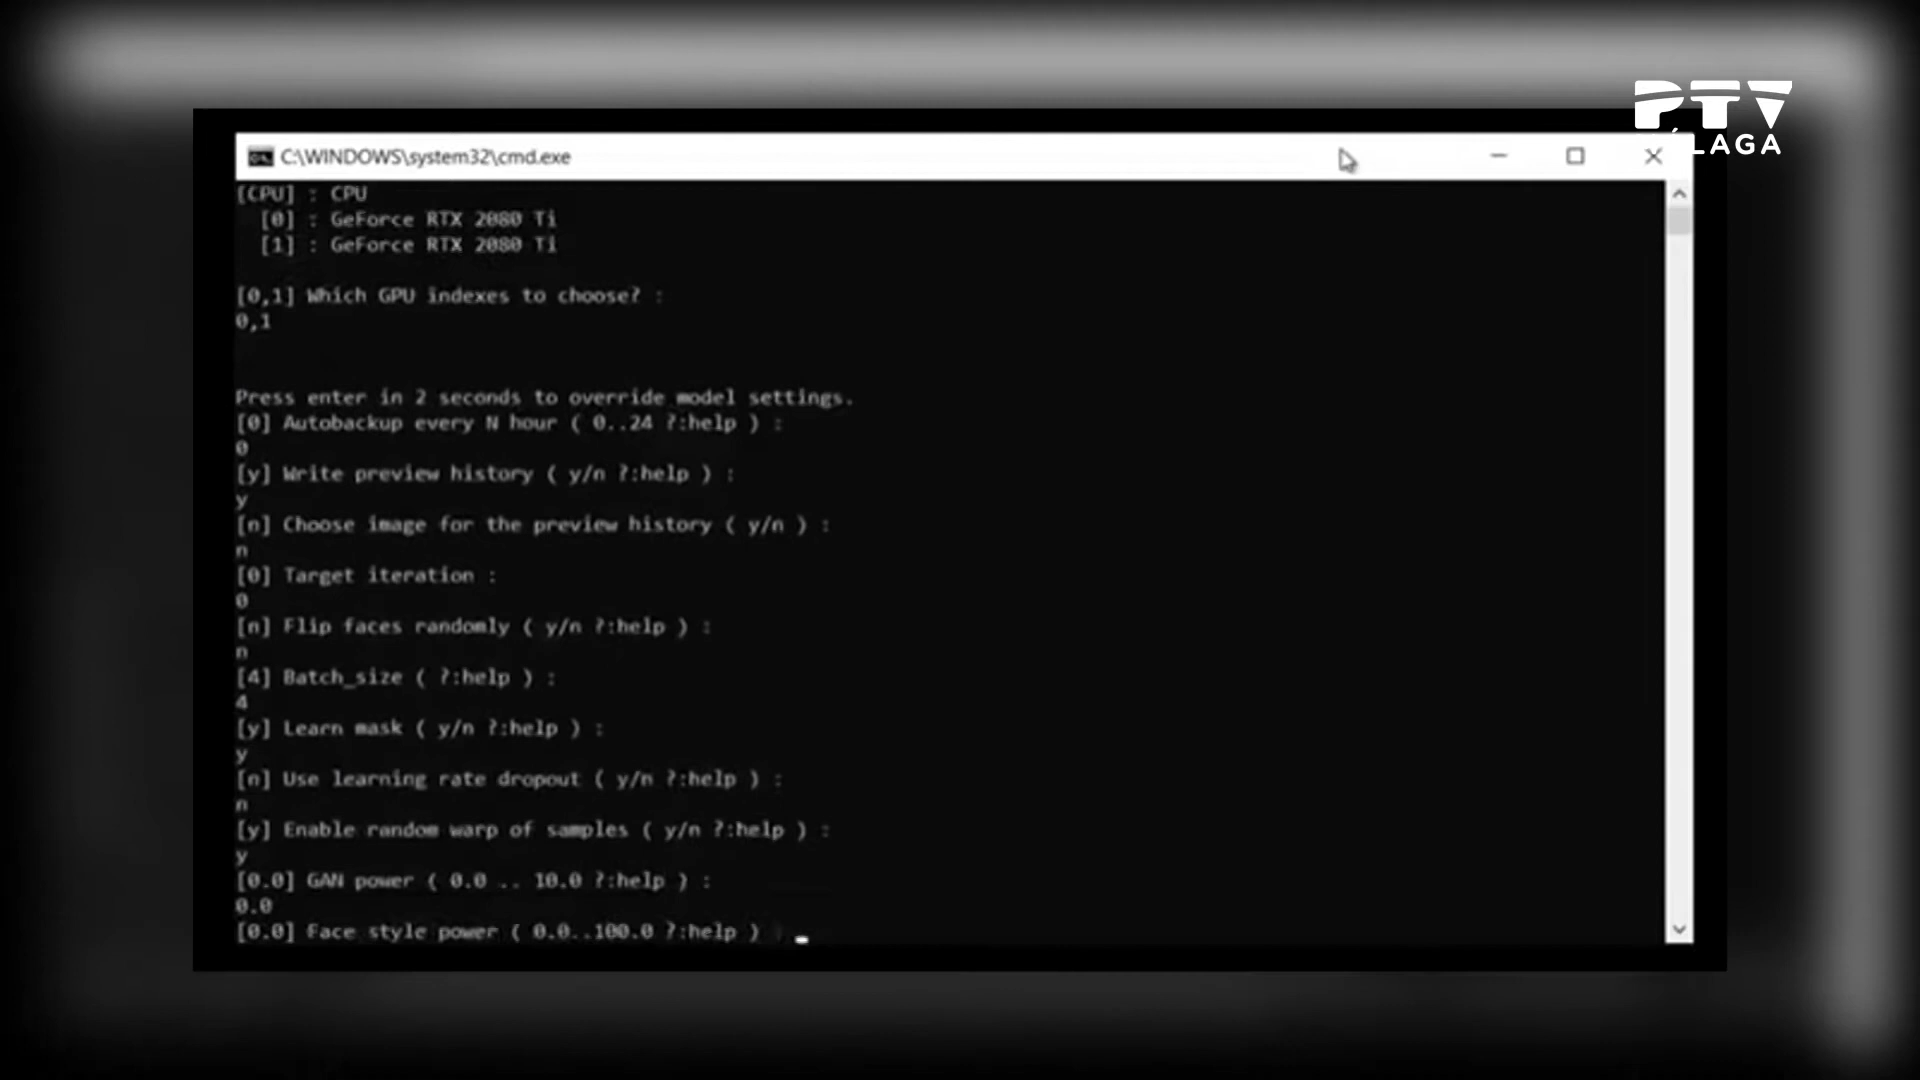 PTV
LAGA
C:\WINDOWS\system32\cmd.exe
[CPU] : CPU
[0] : GeForce RTX 2080 Ti
[1] : GeForce RTX 2080 Ti
[0,1] Which GPU indexes to choose? :
0,1
Press enter in 2 seconds to override model settings.
[0] Autobackup every N hour ( 0..24 ?:help ) :
0
[y] Write preview history ( y/n ?:help ) :
y
[n] Choose image for the preview history ( y/n ) :
n
[0] Target iteration :
0
[n] Flip faces randomly ( y/n ?:help ) :
n
[4] Batch_size ( ?:help ) :
4
[y] Learn mask ( y/n ?:help ) :
y
[n] Use learning rate dropout ( y/n ?:help ) :
n
[y] Enable random warp of samples ( y/n ?:help ) :
y
[0.0] GAN power ( 0.0 .. 10.0 ?:help ) :
0.0
[0.0] Face style power ( 0.0..100.0 ?:help ) :